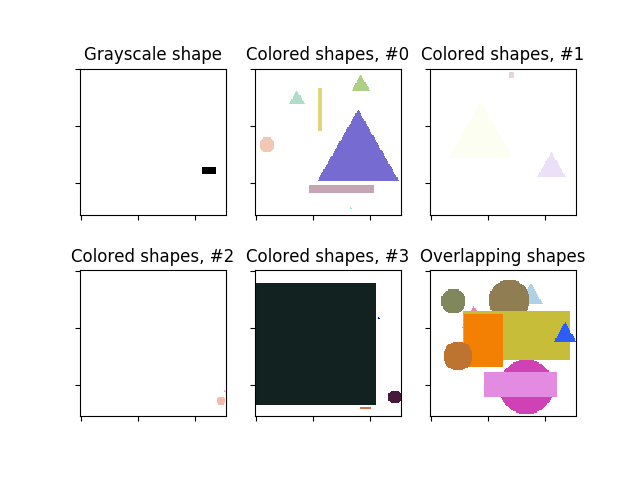 Grayscale shape
Colored shapes, #0
Colored shapes, #1
Colored shapes, #2
Colored shapes, #3
Overlapping shapes